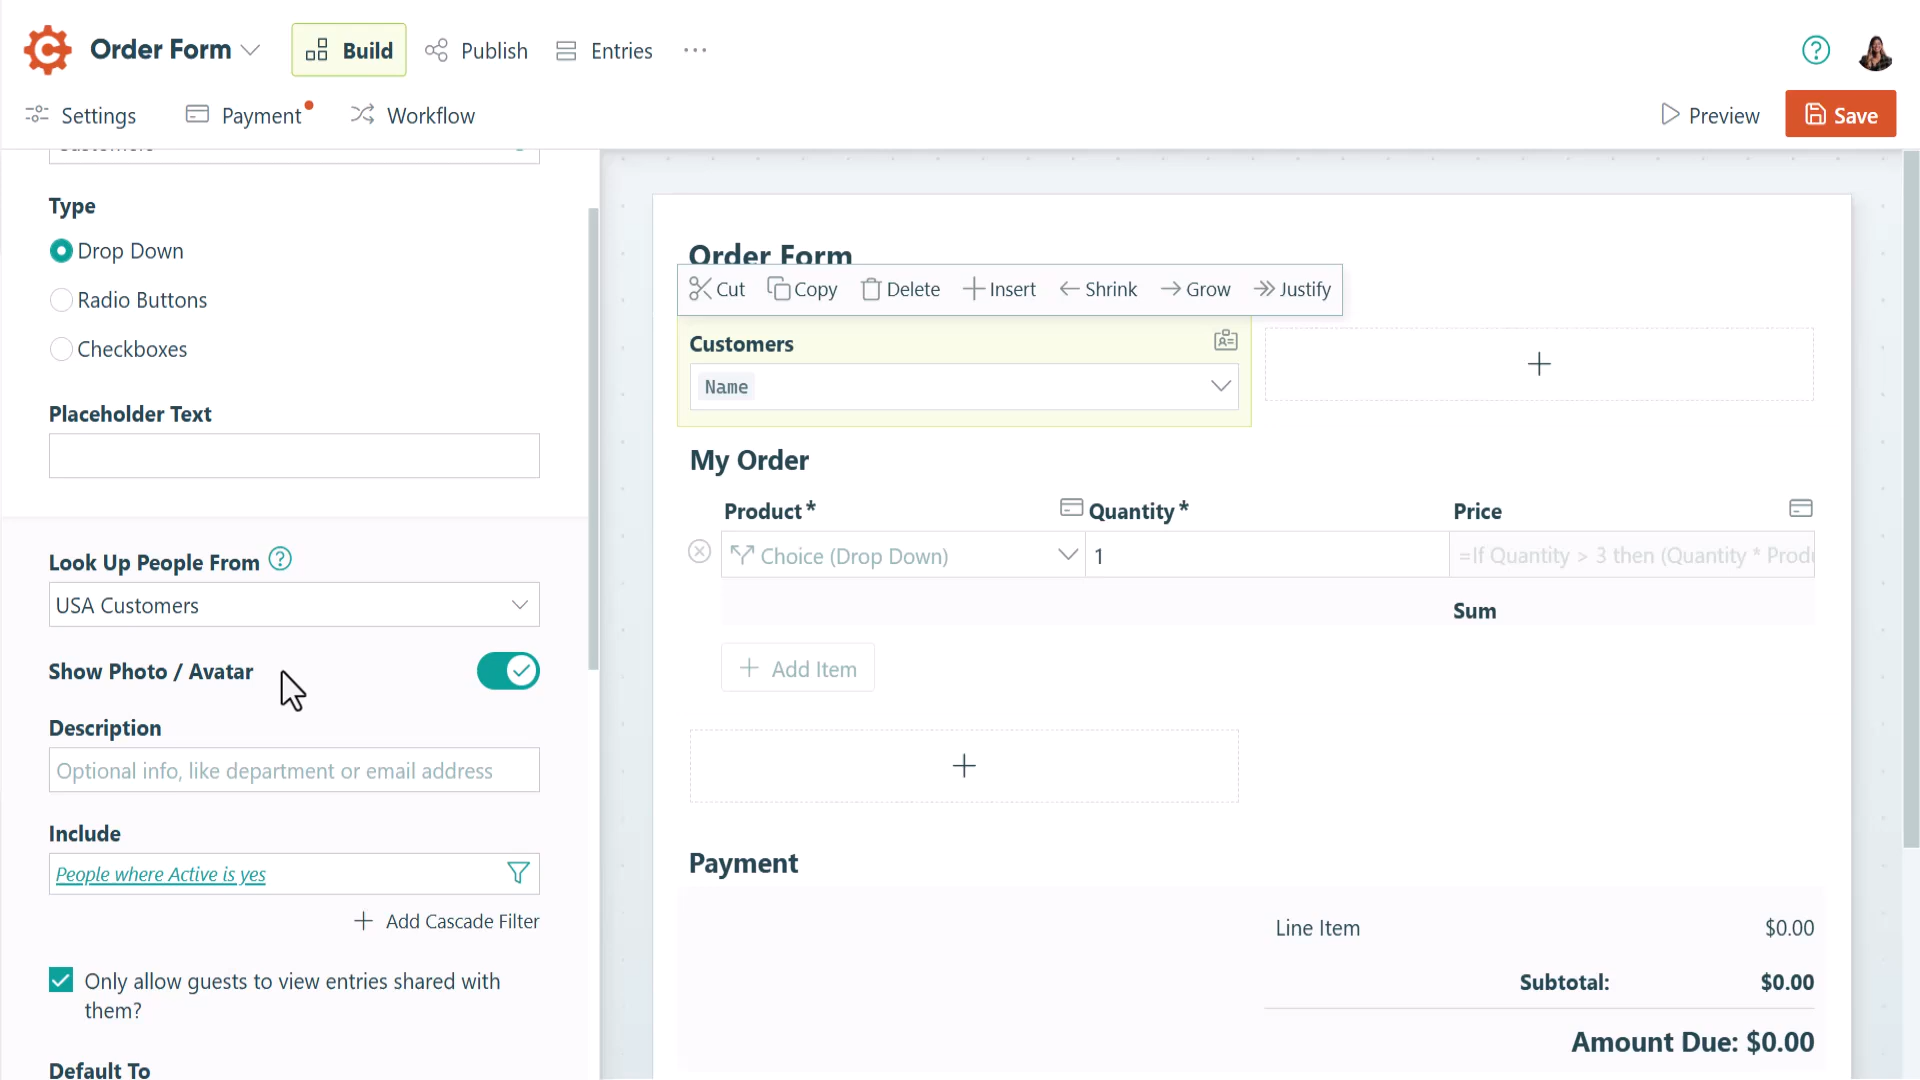 Order Form
Build
Publish
Entries
Settings
Payment
Workflow
Preview
Save
Type
Drop Down
Radio Buttons
Checkboxes
Placeholder Text
Look Up People From
USA Customers
Show Photo / Avatar
Description
Optional info, like department or email address
Include
People where Active is yes
Add Cascade Filter
Only allow guests to view entries shared with
them?
Default To
Order Form
Cut Copy Delete Insert Shrink Grow Justify
Customers
Name
My Order
Product * Quantity * Price
Choice (Drop Down) 1 =If Quantity > 3 then (Quantity * Produ
Sum
Add Item
Payment
Line Item $0.00
Subtotal: $0.00
Amount Due: $0.00